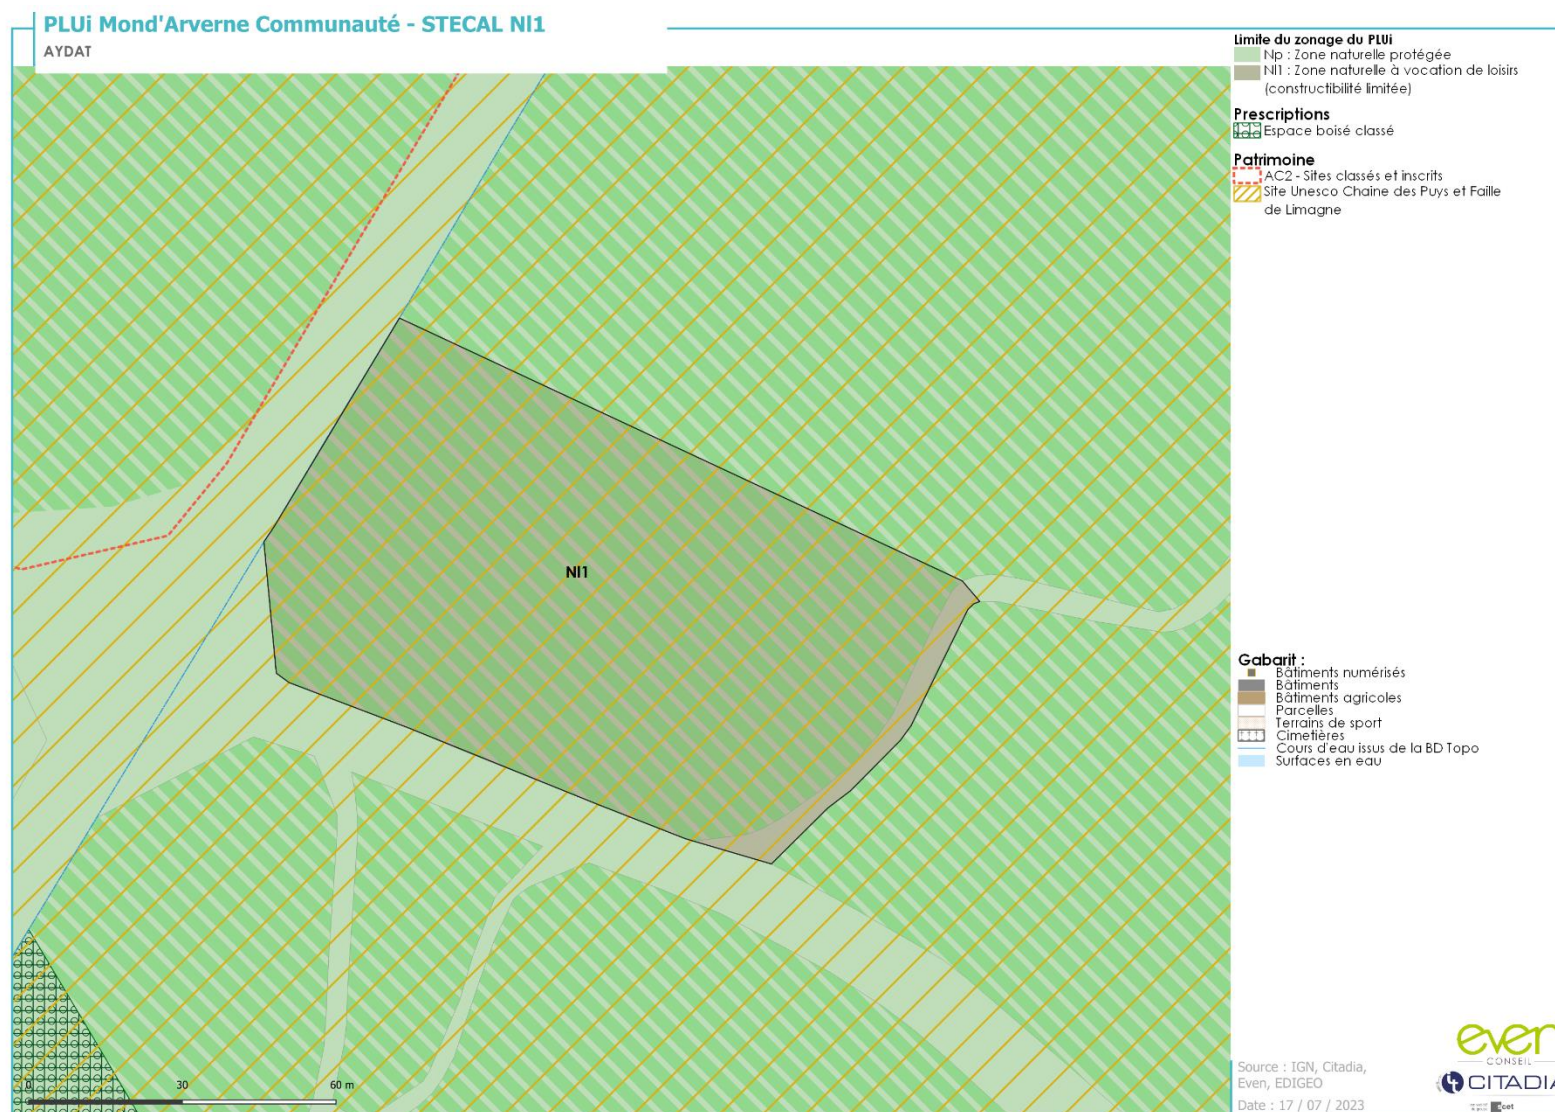 PLUi Mond'Arverne Communauté - STECAL Nl1
AYDAT
Limite du zonage du PLUi
Np : Zone naturelle protégée
Nl1 : Zone naturelle à vocation de loisirs
(constructibilité limitée)
Prescriptions
Espace boisé classé
Patrimoine
AC2 - Sites classés et inscrits
Site Unesco Chaine des Puys et Faille
de Limagne
Nl1
Gabarit :
Bâtiments numérisés
Bâtiments
Bâtiments agricoles
Parcelles
Terrains de sport
Cimetières
Cours d'eau issus de la BD Topo
Surfaces en eau
0 30 60 m
Source : IGN, Citadia,
Even, EDIGEO
Date : 17 / 07 / 2023
even
CONSEIL
CITADIA